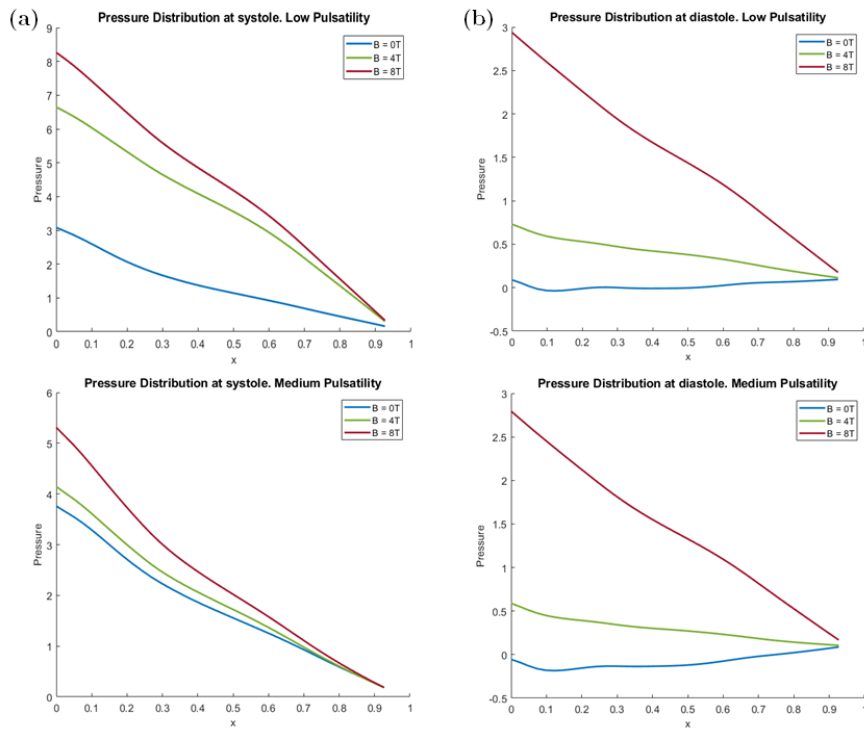 (a)
Pressure Distribution at systole. Low Pulsatility
9
8
7
6
5
4
3
2
1
0
Pressure
0 0.1 0.2 0.3 0.4 0.5 0.6 0.7 0.8 0.9 1
x
B = 0T
B = 4T
B = 8T
(b)
Pressure Distribution at diastole. Low Pulsatility
3
2.5
2
1.5
1
0.5
0
-0.5
Pressure
0 0.1 0.2 0.3 0.4 0.5 0.6 0.7 0.8 0.9 1
x
B = 0T
B = 4T
B = 8T
Pressure Distribution at systole. Medium Pulsatility
6
5
4
3
2
1
0
Pressure
0 0.1 0.2 0.3 0.4 0.5 0.6 0.7 0.8 0.9 1
x
B = 0T
B = 4T
B = 8T
Pressure Distribution at diastole. Medium Pulsatility
3
2.5
2
1.5
1
0.5
0
-0.5
Pressure
0 0.1 0.2 0.3 0.4 0.5 0.6 0.7 0.8 0.9 1
x
B = 0T
B = 4T
B = 8T